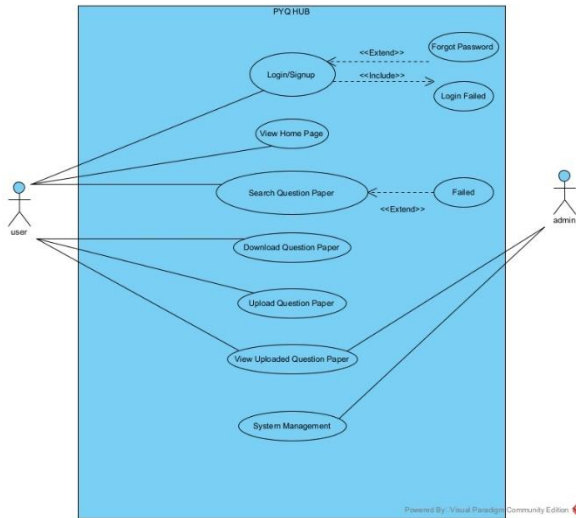 PYQ HUB
<<Extend>>
Forgot Password
Login/Signup
<<Include>>
Login Failed
View Home Page
Search Question Paper
Failed
<<Extend>>
user
admin
Download Question Paper
Upload Question Paper
View Uploaded Question Paper
System Management
Powered By : Visual Paradigm Community Edition